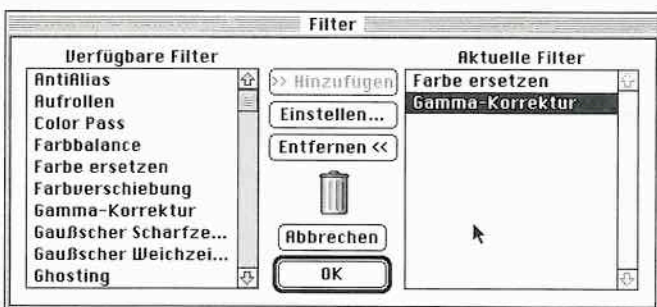 Filter
Verfügbare Filter
AntiAlias
Aufrollen
Color Pass
Farbbalance
Farbe ersetzen
Farbverschiebung
Gamma-Korrektur
Gaußscher Scharfze...
Gaußscher Weichzei...
Ghosting
>> Hinzufügen
Einstellen...
Entfernen <<
Abbrechen
OK
Aktuelle Filter
Farbe ersetzen
Gamma-Korrektur